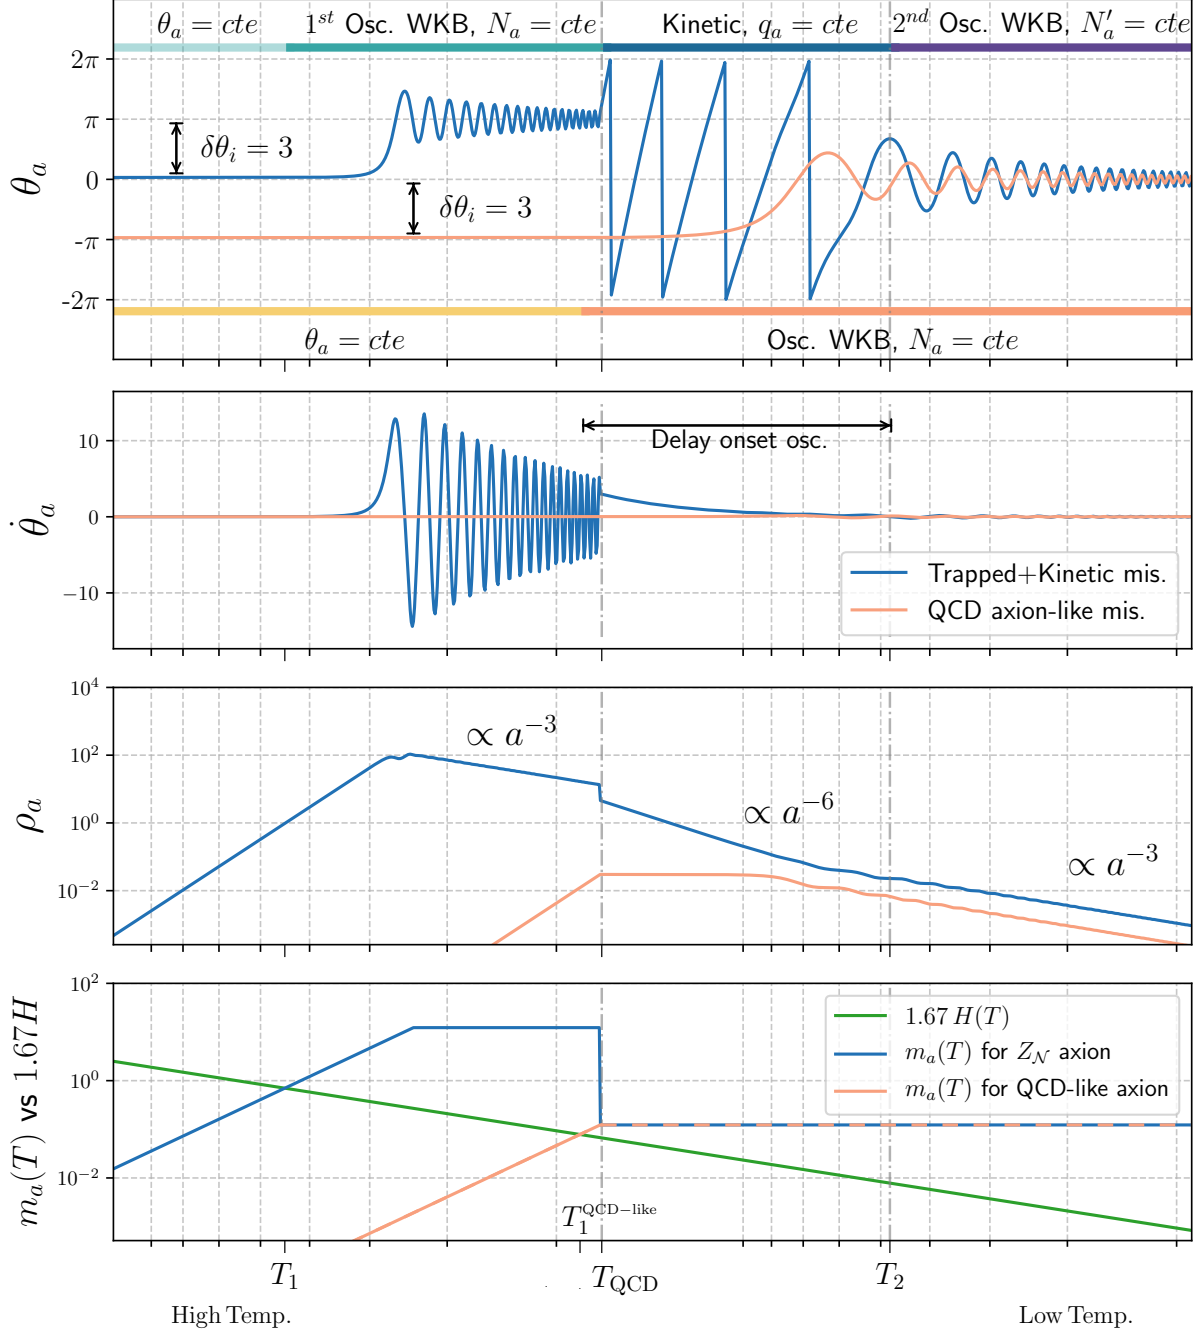 θ_a = cte
1^{st} Osc. WKB, N_a = cte
Kinetic, q_a = cte
2^{nd} Osc. WKB, N'_a = cte
θ_a
2π
π
0
-π
-2π
δθ_i = 3
δθ_i = 3
θ_a = cte
Osc. WKB, N_a = cte
θ̇_a
10
0
−10
Delay onset osc.
Trapped+Kinetic mis.
QCD axion-like mis.
ρ_a
10^4
10^2
10^0
10^{−2}
∝ a^{−3}
∝ a^{−6}
∝ a^{−3}
m_a(T) vs 1.67H
10^2
10^0
10^{−2}
1.67 H(T)
m_a(T) for Z_𝒩 axion
m_a(T) for QCD-like axion
T_1^{QCD−like}
T_1
T_{QCD}
T_2
High Temp.
Low Temp.